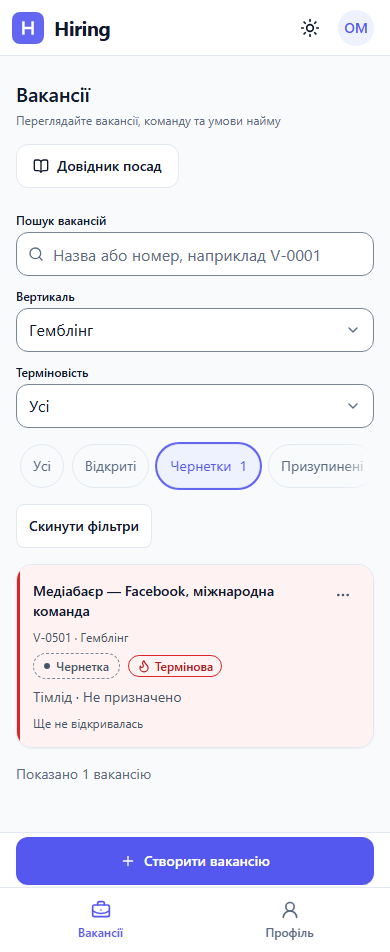 H Hiring
OM
Вакансії
Переглядайте вакансії, команду та умови найму
Довідник посад
Пошук вакансій
Назва або номер, наприклад V-0001
Вертикаль
Гемблінг
Терміновість
Усі
Усі Відкриті Чернетки 1 Призупинені
Скинути фільтри
Медіабаєр — Facebook, міжнародна
команда
V-0501 · Гемблінг
Чернетка Термінова
Тімлід · Не призначено
Ще не відкривалась
Показано 1 вакансію
+ Створити вакансію
Вакансії Профіль